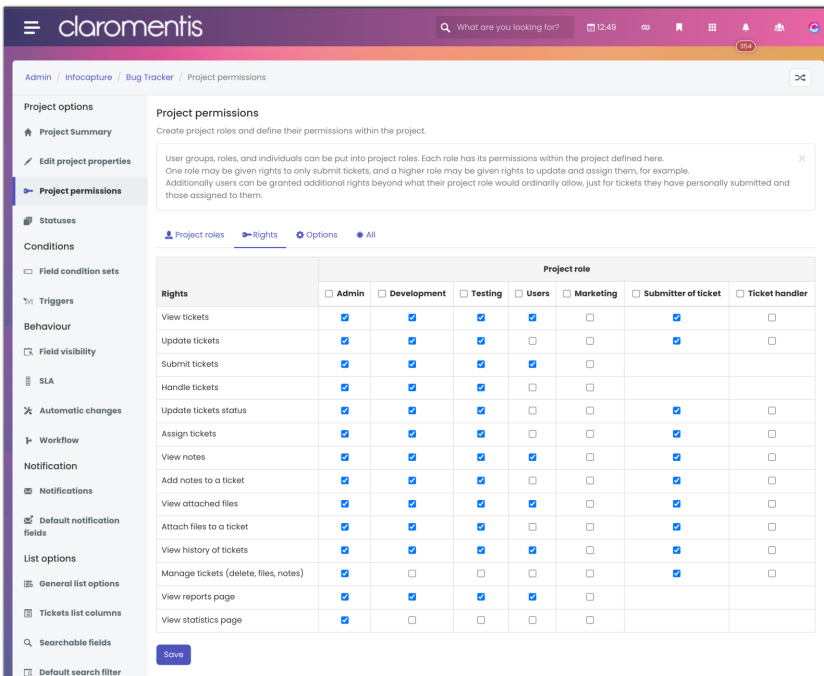 claromentis
What are you looking for?
12:49
354
Admin / Infocapture / Bug Tracker / Project permissions
Project options
Project Summary
Edit project properties
Project permissions
Statuses
Conditions
Field condition sets
Triggers
Behaviour
Field visibility
SLA
Automatic changes
Workflow
Notification
Notifications
Default notification
fields
List options
General list options
Tickets list columns
Searchable fields
Default search filter
Project permissions
Create project roles and define their permissions within the project.
User groups, roles, and individuals can be put into project roles. Each role has its permissions within the project defined here.
One role may be given rights to only submit tickets, and a higher role may be given rights to update and assign them, for example.
Additionally users can be granted additional rights beyond what their project role would ordinarily allow, just for tickets they have personally submitted and
those assigned to them.
Project roles Rights Options All
Project role
Rights Admin Development Testing Users Marketing Submitter of ticket Ticket handler
View tickets
Update tickets
Submit tickets
Handle tickets
Update tickets status
Assign tickets
View notes
Add notes to a ticket
View attached files
Attach files to a ticket
View history of tickets
Manage tickets (delete, files, notes)
View reports page
View statistics page
Save